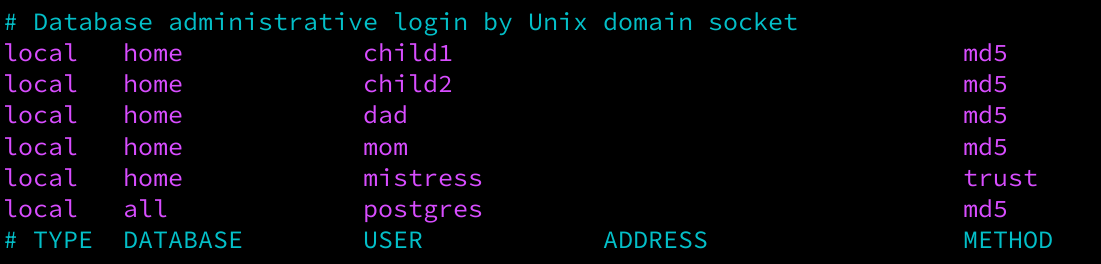 # Database administrative login by Unix domain socket
local   home            child1                                  md5
local   home            child2                                  md5
local   home            dad                                     md5
local   home            mom                                     md5
local   home            mistress                                trust
local   all             postgres                                md5
# TYPE  DATABASE        USER            ADDRESS                 METHOD